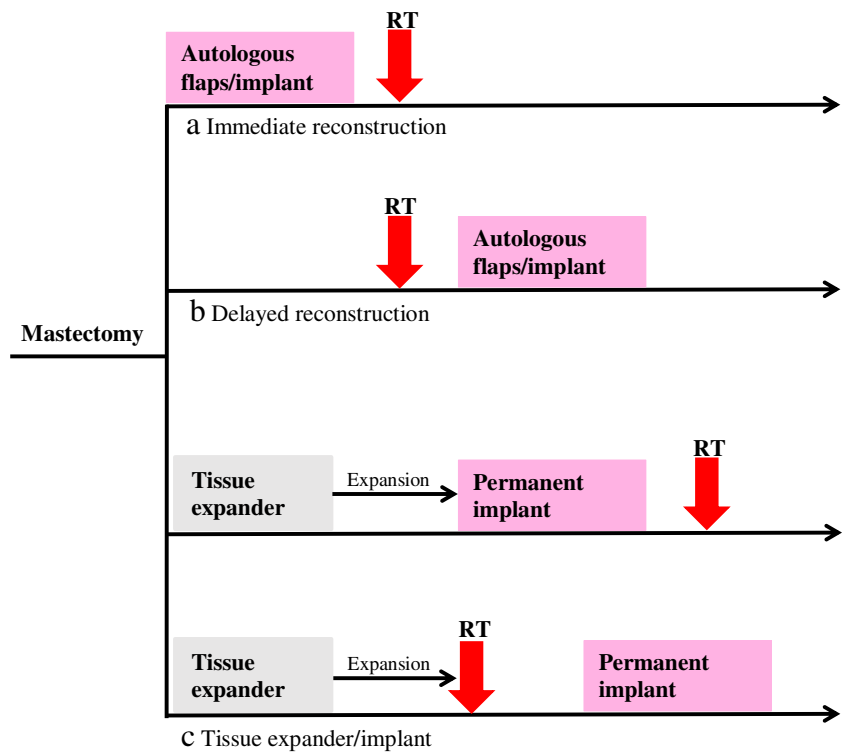 RT
Autologous
flaps/implant
a Immediate reconstruction
RT
Autologous
flaps/implant
b Delayed reconstruction
Mastectomy
RT
Tissue
expander
Expansion
Permanent
implant
RT
Tissue
expander
Expansion
Permanent
implant
c Tissue expander/implant